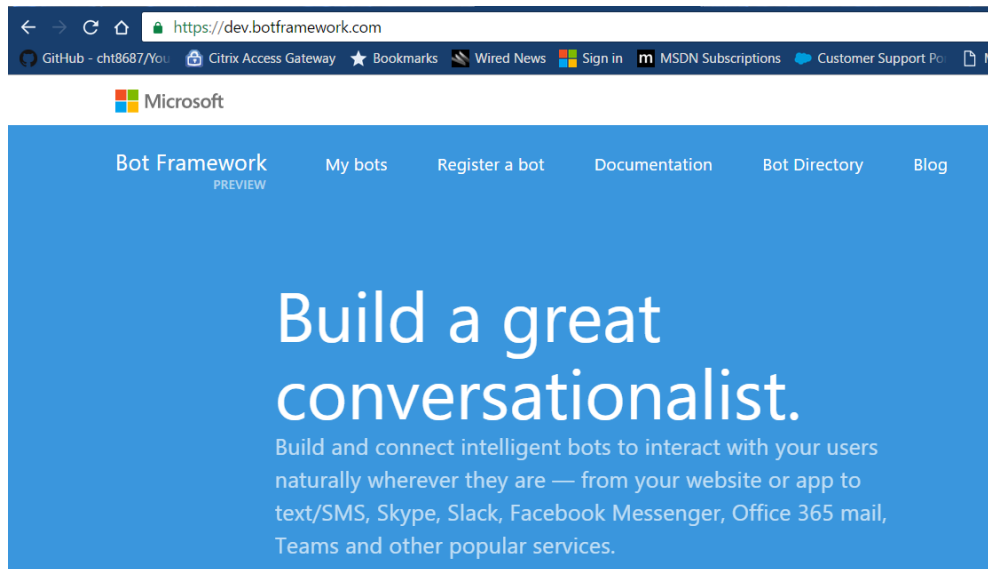 https://dev.botframework.com
GitHub - cht8687/You Citrix Access Gateway Bookmarks Wired News Sign in m MSDN Subscriptions Customer Support Po
Microsoft
Bot Framework My bots Register a bot Documentation Bot Directory Blog
PREVIEW
Build a great
conversationalist.
Build and connect intelligent bots to interact with your users
naturally wherever they are — from your website or app to
text/SMS, Skype, Slack, Facebook Messenger, Office 365 mail,
Teams and other popular services.